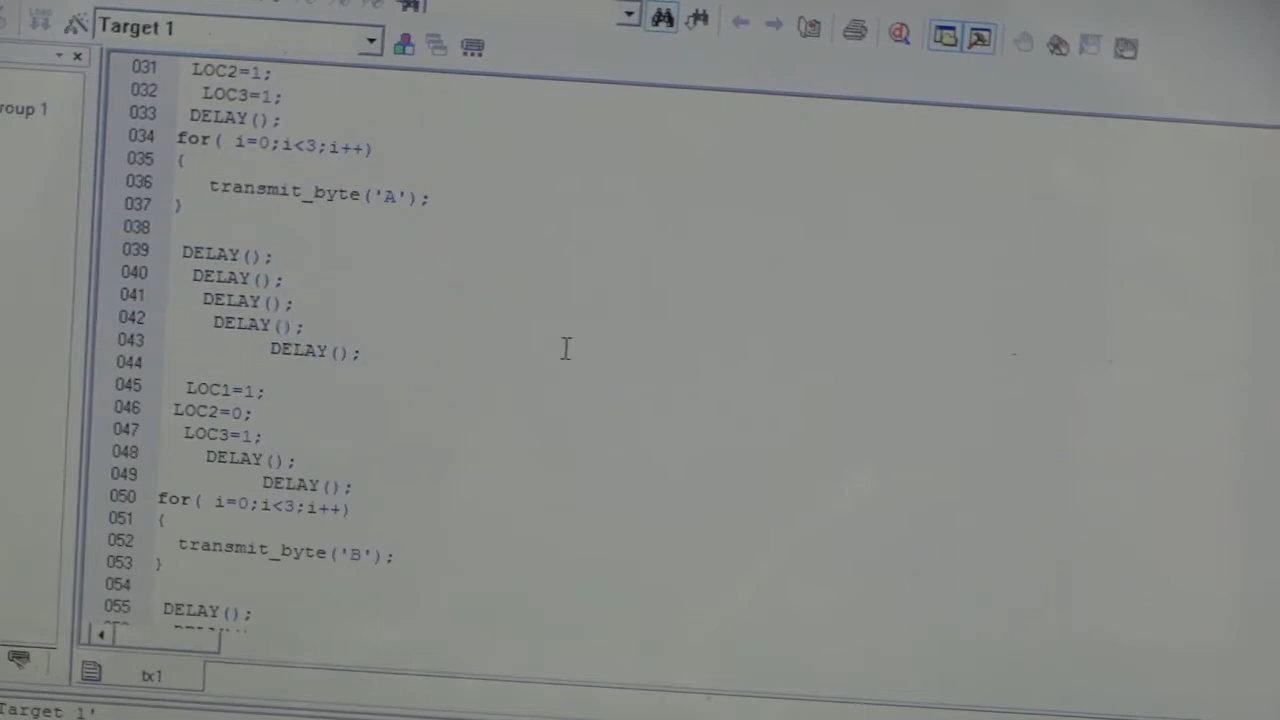 LOAD
Target 1
roup 1
031 LOC2=1;
032 LOC3=1;
033 DELAY();
034 for( i=0;i<3;i++)
035 {
036 transmit_byte('A');
037 }
038
039 DELAY();
040 DELAY();
041 DELAY();
042 DELAY();
043 DELAY();
044
045 LOC1=1;
046 LOC2=0;
047 LOC3=1;
048 DELAY();
049 DELAY();
050 for( i=0;i<3;i++)
051 {
052 transmit_byte('B');
053 }
054
055 DELAY();
tx1
Target 1'